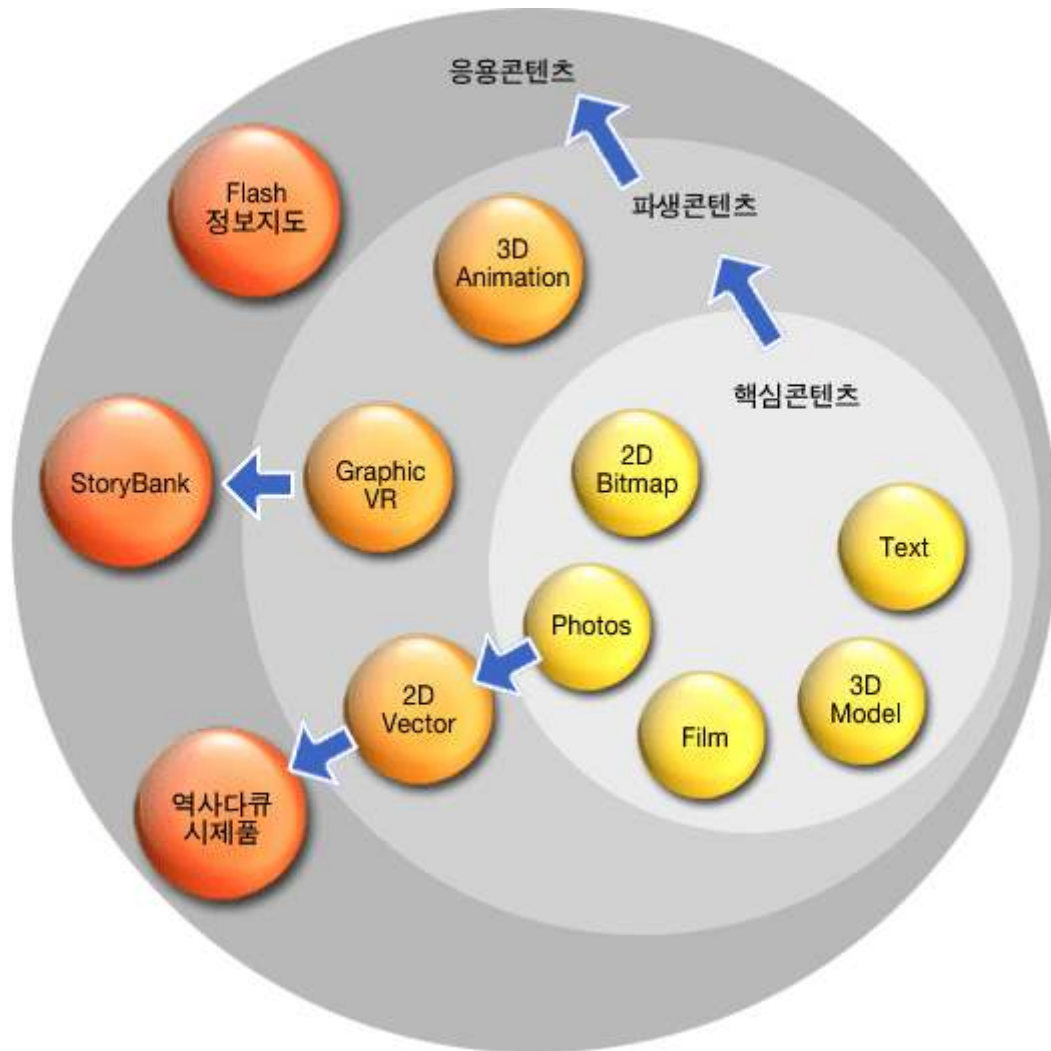 응용콘텐츠
Flash
정보지도
파생콘텐츠
3D
Animation
핵심콘텐츠
StoryBank
Graphic
VR
2D
Bitmap
Text
Photos
2D
Vector
3D
Model
Film
역사다큐
시제품